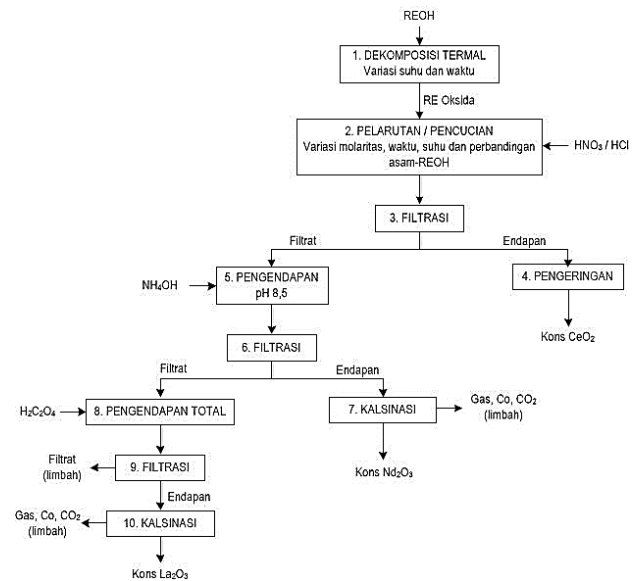 REOH
1. DEKOMPOSISI TERMAL
Variasi suhu dan waktu
RE Oksida
2. PELARUTAN / PENCUCIAN
Variasi molaritas, waktu, suhu dan perbandingan
asam-REOH
HNO₃ / HCl
3. FILTRASI
Filtrat
Endapan
NH₄OH
5. PENGENDAPAN
pH 8,5
4. PENGERINGAN
Kons CeO₂
6. FILTRASI
Filtrat
Endapan
H₂C₂O₄
8. PENGENDAPAN TOTAL
7. KALSINASI
Gas, Co, CO₂
(limbah)
Kons Nd₂O₃
Filtrat
(limbah)
9. FILTRASI
Endapan
Gas, Co, CO₂
(limbah)
10. KALSINASI
Kons La₂O₃